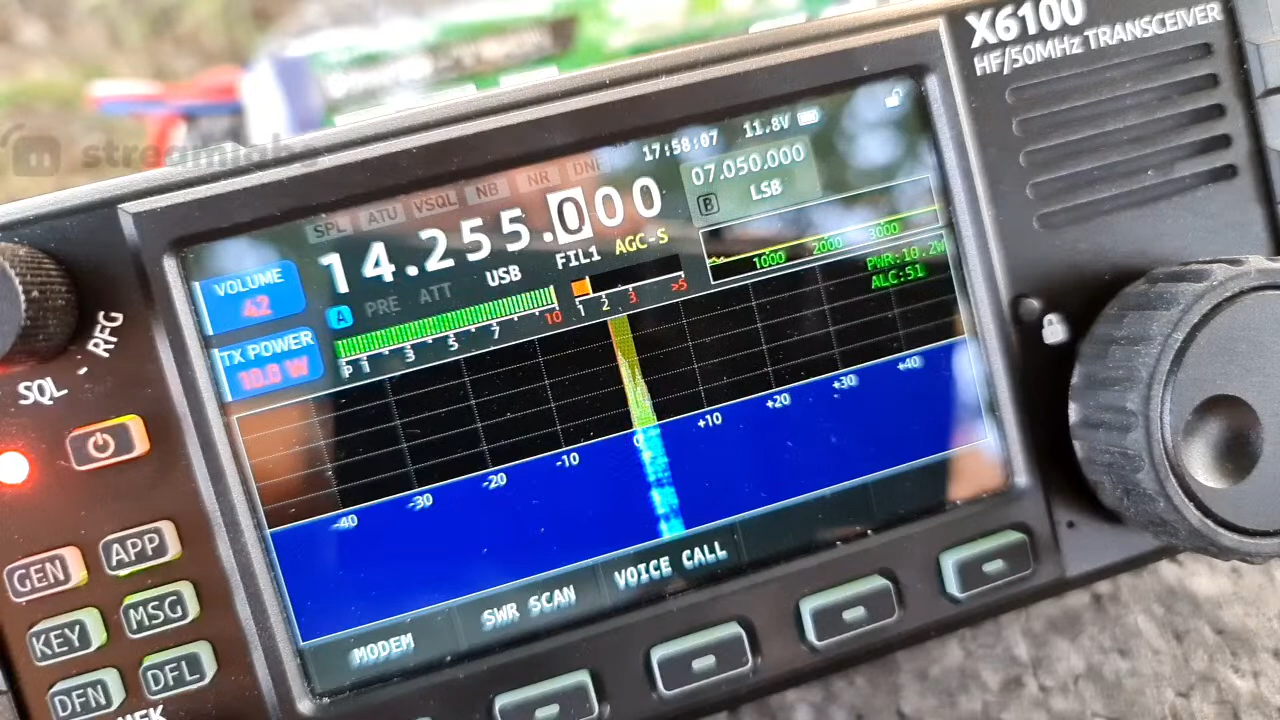 X6100
HF/50MHz TRANSCEIVER
streamlabs
17:58:07 11.8V
SPL ATU VSQL NB NR DNF
14.255.000
07.050.000
B LSB
VOLUME
42
A PRE ATT USB FIL1 AGC-S
1000 2000 3000
PWR:10.2W
ALC:51
P 1 3 5 7 10
1 2 3 >5
TX POWER
10.0 W
RFG
SQL -
-40 -30 -20 -10 0 +10 +20 +30 +40
GEN APP
KEY MSG
DFN DFL
MODEM SWR SCAN VOICE CALL